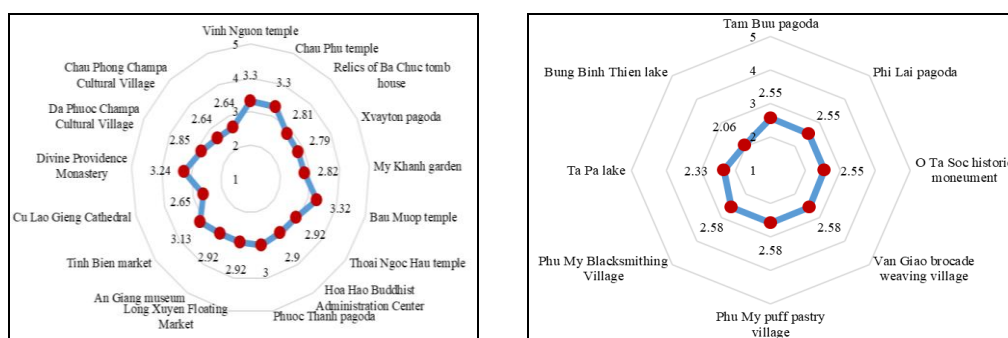 Vinh Nguon temple
5
Chau Phu temple
Relics of Ba Chuc tomb
house
Xvayton pagoda
My Khanh garden
Bau Muop temple
Thoai Ngoc Hau temple
Hoa Hao Buddhist
Administration Center
Phuoc Thanh pagoda
Long Xuyen Floating
Market
An Giang museum
Tinh Bien market
Cu Lao Gieng Cathedral
Divine Providence
Monastery
Da Phuoc Champa
Cultural Village
Chau Phong Champa
Cultural Village
4
3
2
1
3.3
3.3
2.81
2.79
2.82
3.32
2.92
2.9
3
2.92
2.92
3.13
2.65
3.24
2.85
2.64
2.64
Tam Buu pagoda
5
Phi Lai pagoda
O Ta Soc historic
moneument
Van Giao brocade
weaving village
Phu My puff pastry
village
Phu My Blacksmithing
Village
Ta Pa lake
Bung Binh Thien lake
4
3
2
1
2.55
2.55
2.55
2.58
2.58
2.58
2.33
2.06